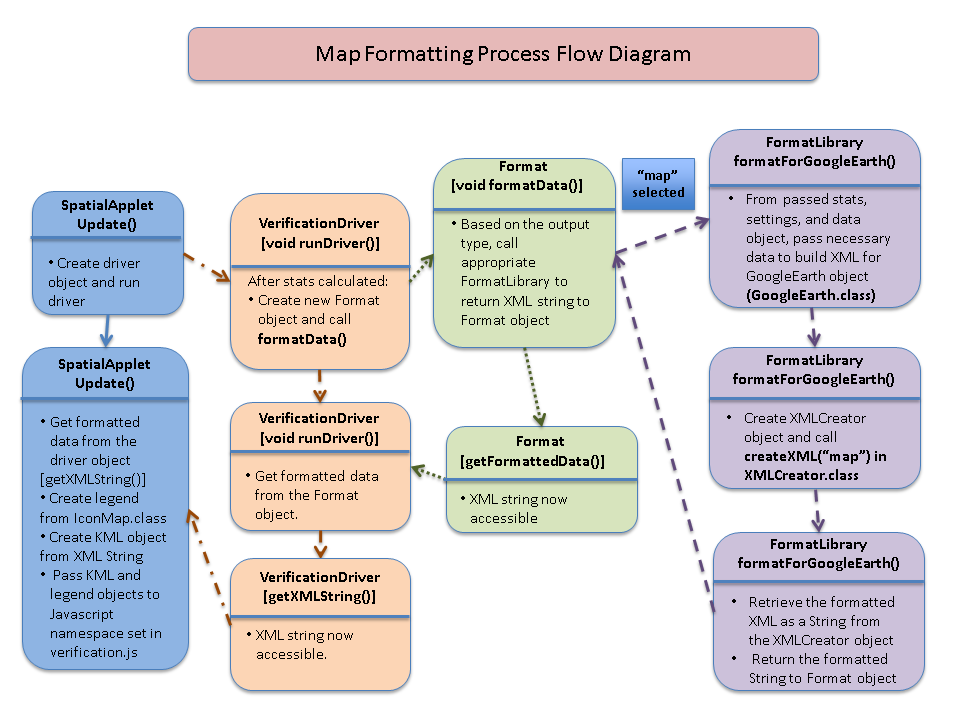 Map Formatting Process Flow Diagram
SpatialApplet
Update()
• Create driver
object and run
driver
SpatialApplet
Update()
• Get formatted
data from the
driver object
[getXMLString()]
• Create legend
from IconMap.class
• Create KML object
from XML String
• Pass KML and
legend objects to
Javascript
namespace set in
verification.js
VerificationDriver
[void runDriver()]
After stats calculated:
• Create new Format
object and call
formatData()
VerificationDriver
[void runDriver()]
• Get formatted data
from the Format
object.
VerificationDriver
[getXMLString()]
• XML string now
accessible.
Format
[void formatData()]
• Based on the output
type, call
appropriate
FormatLibrary to
return XML string to
Format object
Format
[getFormattedData()]
• XML string now
accessible
“map”
selected
FormatLibrary
formatForGoogleEarth()
• From passed stats,
settings, and data
object, pass necessary
data to build XML for
GoogleEarth object
(GoogleEarth.class)
FormatLibrary
formatForGoogleEarth()
• Create XMLCreator
object and call
createXML(“map”) in
XMLCreator.class
FormatLibrary
formatForGoogleEarth()
• Retrieve the formatted
XML as a String from
the XMLCreator object
• Return the formatted
String to Format object